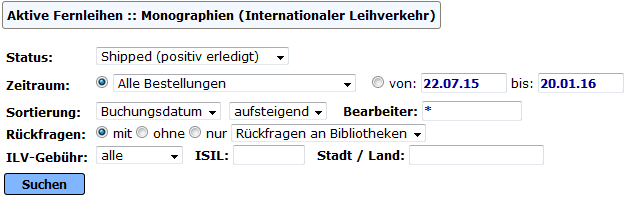 Aktive Fernleihen :: Monographien (Internationaler Leihverkehr)
Status: Shipped (positiv erledigt)
Zeitraum: Alle Bestellungen von: 22.07.15 bis: 20.01.16
Sortierung: Buchungsdatum aufsteigend Bearbeiter: *
Rückfragen: mit ohne nur Rückfragen an Bibliotheken
ILV-Gebühr: alle ISIL: Stadt / Land:
Suchen